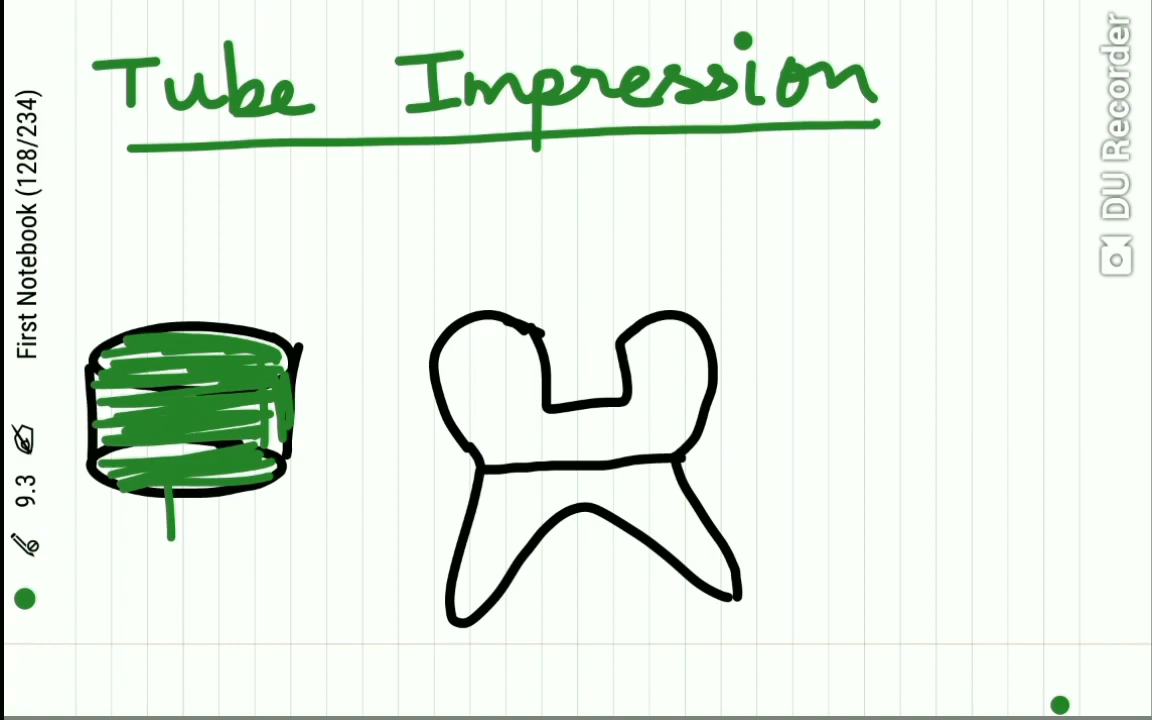 Tube Impression
First Notebook (128/234)
9.3
DU Recorder